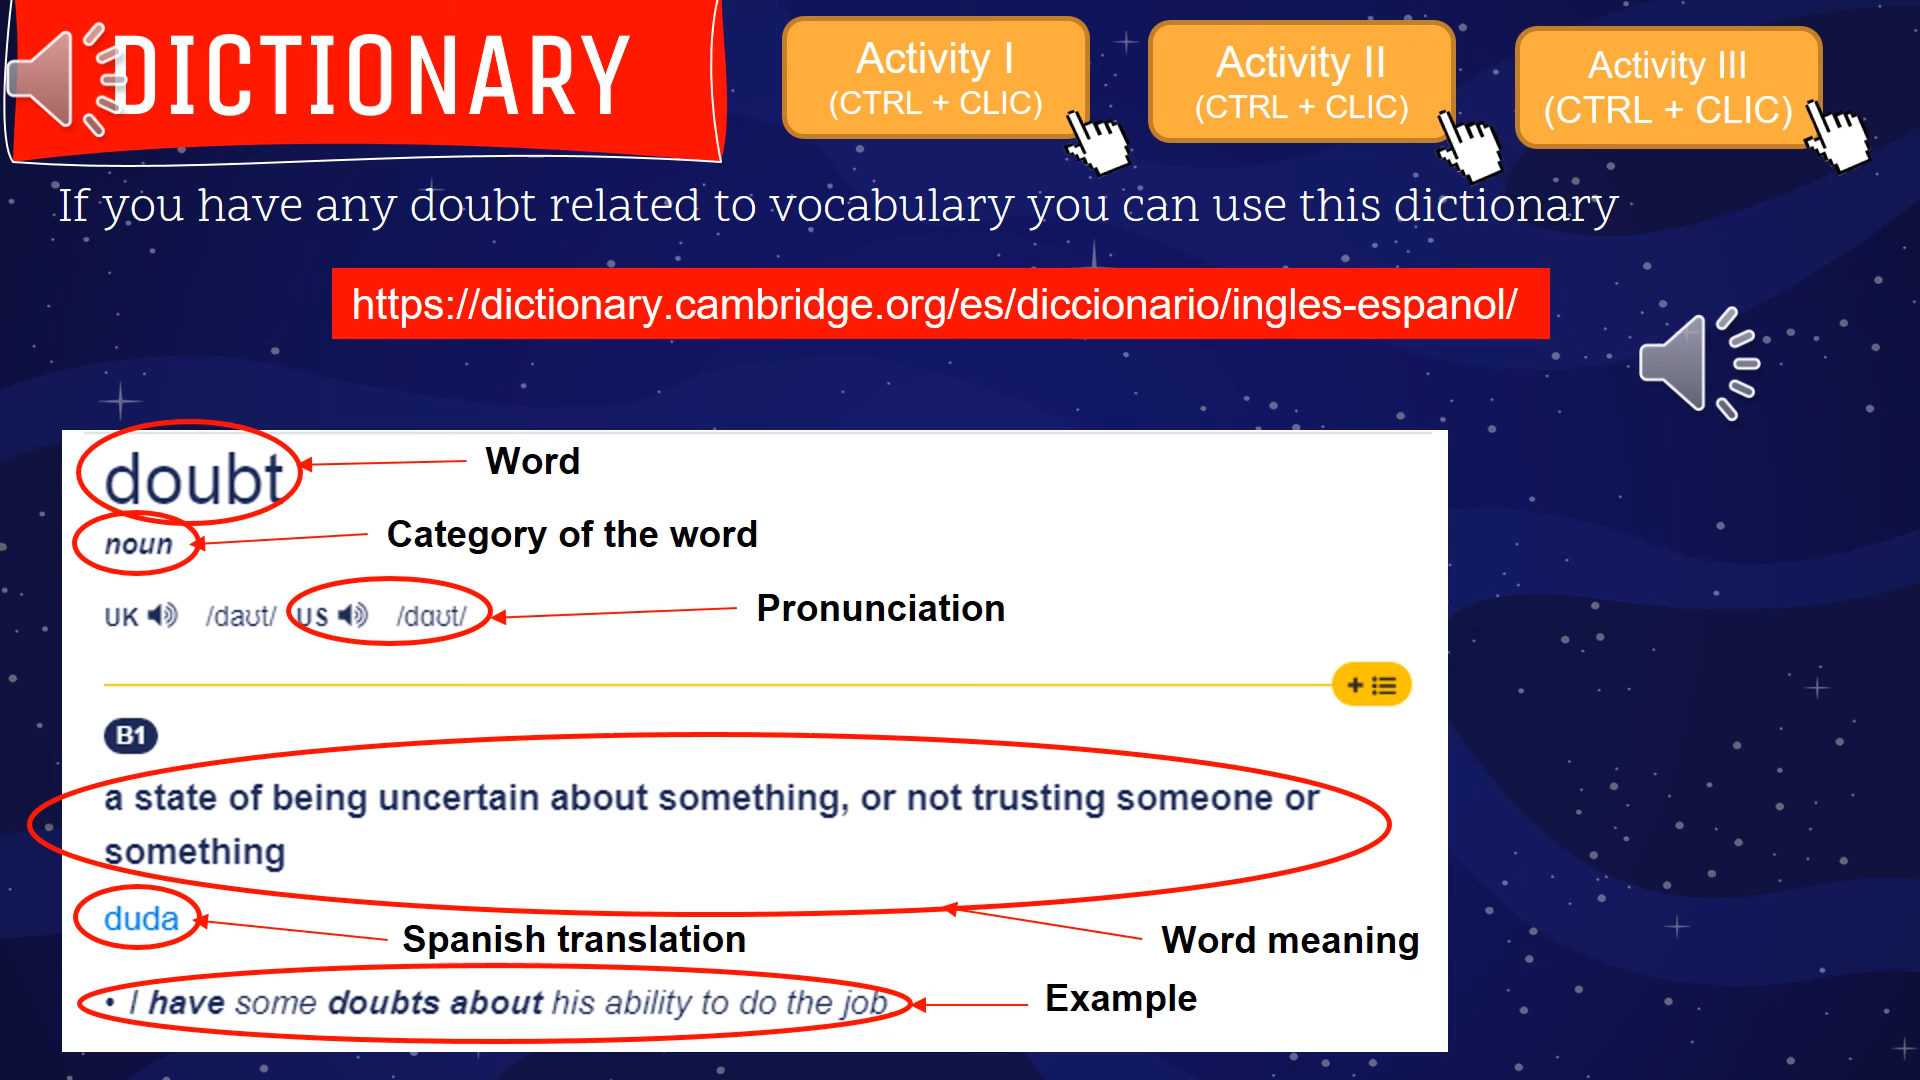 DICTIONARY
Activity I
(CTRL + CLIC)
Activity II
(CTRL + CLIC)
Activity III
(CTRL + CLIC)
If you have any doubt related to vocabulary you can use this dictionary
https://dictionary.cambridge.org/es/diccionario/ingles-espanol/
doubt
Word
noun
Category of the word
UK /daʊt/ US /dɑʊt/
Pronunciation
B1
a state of being uncertain about something, or not trusting someone or
something
duda
Spanish translation
Word meaning
• I have some doubts about his ability to do the job.
Example